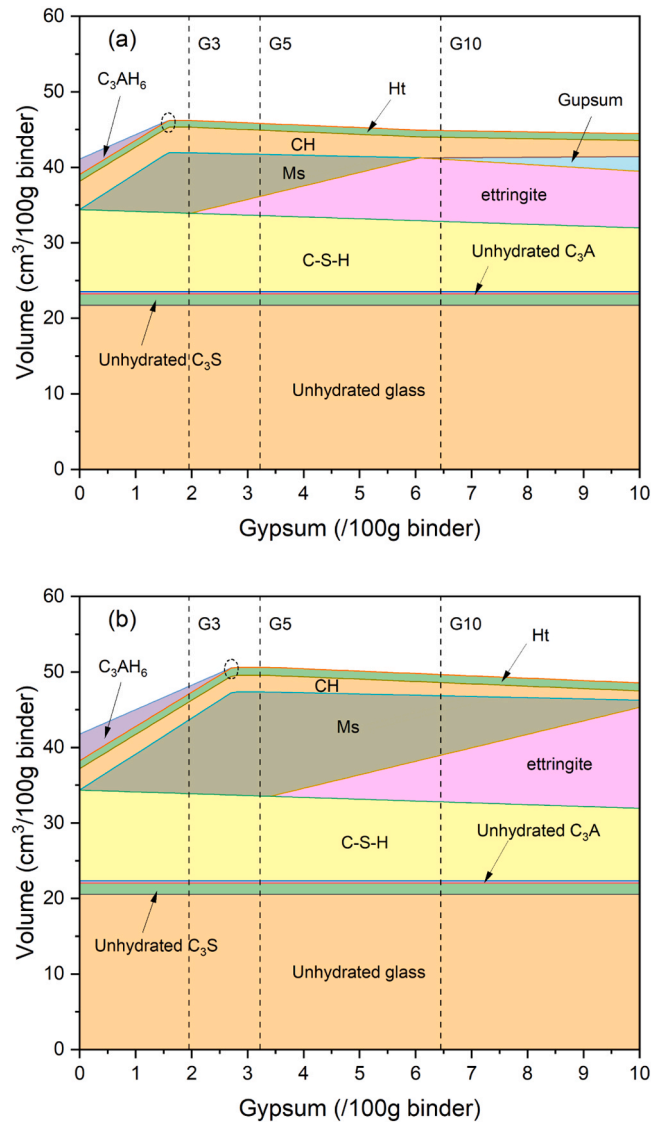 (a)
G3
G5
G10
C₃AH₆
Ht
Gupsum
CH
Ms
ettringite
C-S-H
Unhydrated C₃A
Unhydrated C₃S
Unhydrated glass
60
50
40
30
20
10
0
Volume (cm³/100g binder)
0 1 2 3 4 5 6 7 8 9 10
Gypsum (/100g binder)
(b)
G3
G5
G10
C₃AH₆
Ht
CH
Ms
ettringite
C-S-H
Unhydrated C₃A
Unhydrated C₃S
Unhydrated glass
60
50
40
30
20
10
0
Volume (cm³/100g binder)
0 1 2 3 4 5 6 7 8 9 10
Gypsum (/100g binder)